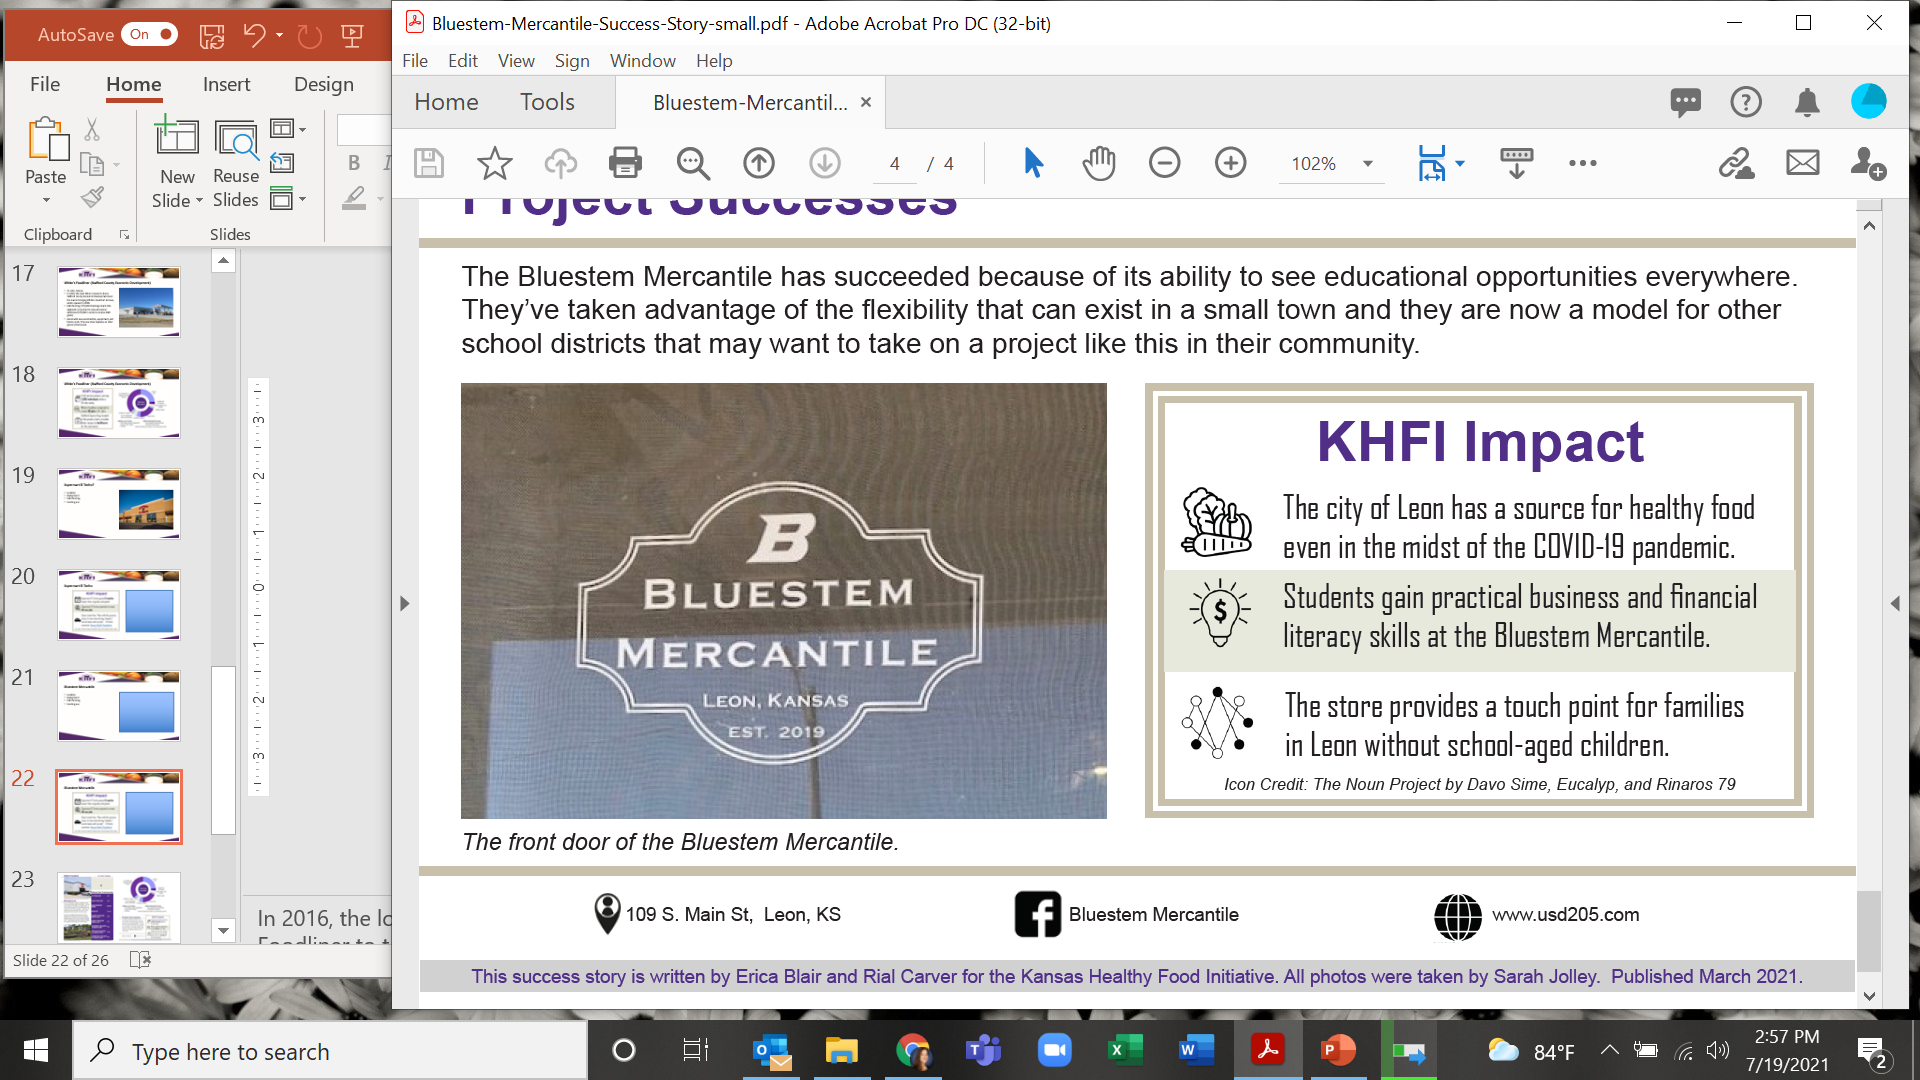 AutoSave On
Bluestem-Mercantile-Success-Story-small.pdf - Adobe Acrobat Pro DC (32-bit)
File Edit View Sign Window Help
File Home Insert Design
Home Tools Bluestem-Mercantil... ×
Paste
New
Slide
Reuse
Slides
B I
4 / 4
102%
Clipboard
Slides
Project Successes
The Bluestem Mercantile has succeeded because of its ability to see educational opportunities everywhere.
They’ve taken advantage of the flexibility that can exist in a small town and they are now a model for other
school districts that may want to take on a project like this in their community.
B
BLUESTEM
MERCANTILE
LEON, KANSAS
EST. 2019
The front door of the Bluestem Mercantile.
KHFI Impact
The city of Leon has a source for healthy food
even in the midst of the COVID-19 pandemic.
$
Students gain practical business and financial
literacy skills at the Bluestem Mercantile.
The store provides a touch point for families
in Leon without school-aged children.
Icon Credit: The Noun Project by Davo Sime, Eucalyp, and Rinaros 79
109 S. Main St, Leon, KS
Bluestem Mercantile
www.usd205.com
This success story is written by Erica Blair and Rial Carver for the Kansas Healthy Food Initiative. All photos were taken by Sarah Jolley. Published March 2021.
17
18
19
20
21
22
23
3
2
1
0
1
2
3
In 2016, the lo
Foodliner to t
Slide 22 of 26
Type here to search
84°F
2:57 PM
7/19/2021
2